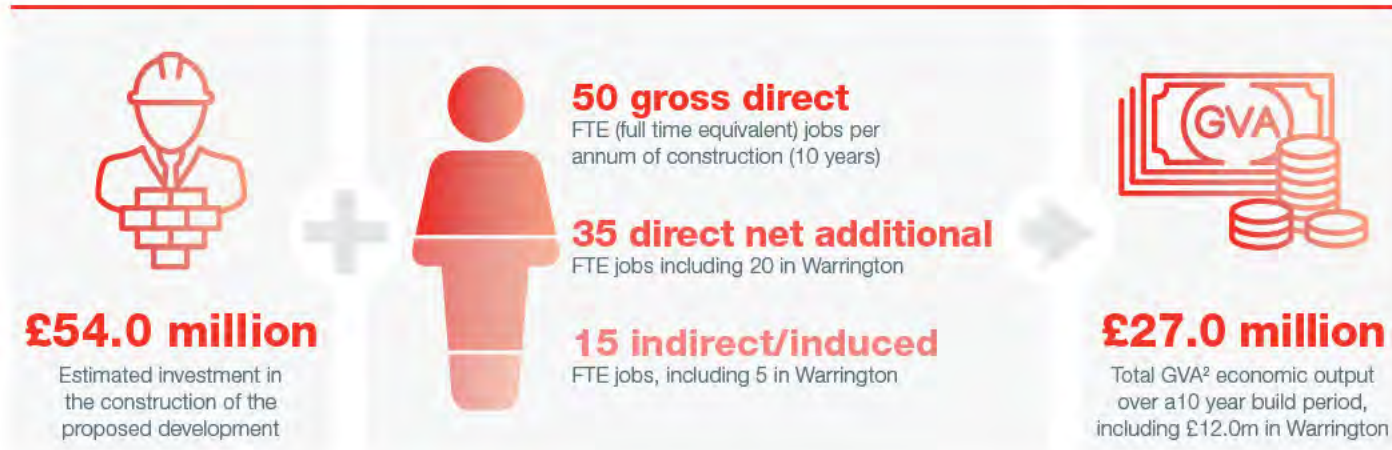 £54.0 million
Estimated investment in
the construction of the
proposed development
50 gross direct
FTE (full time equivalent) jobs per
annum of construction (10 years)
35 direct net additional
FTE jobs including 20 in Warrington
15 indirect/induced
FTE jobs, including 5 in Warrington
GVA
£27.0 million
Total GVA² economic output
over a10 year build period,
including £12.0m in Warrington